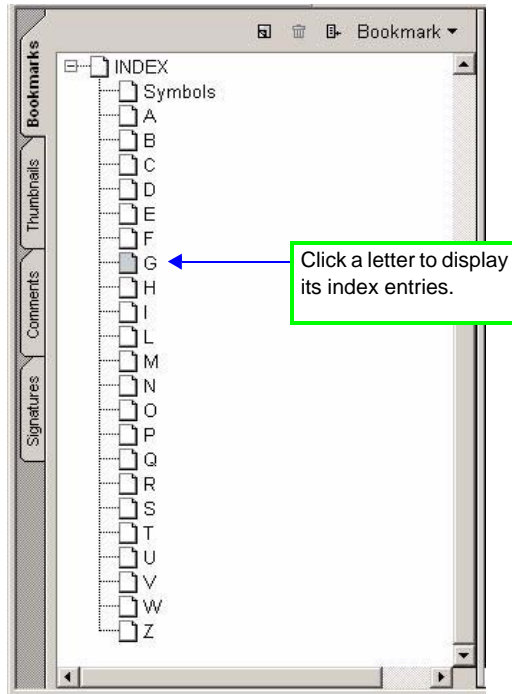 Bookmark
Bookmarks
Thumbnails
Comments
Signatures
INDEX
Symbols
A
B
C
D
E
F
G
H
I
L
M
N
O
P
Q
R
S
T
U
V
W
Z
Click a letter to display
its index entries.